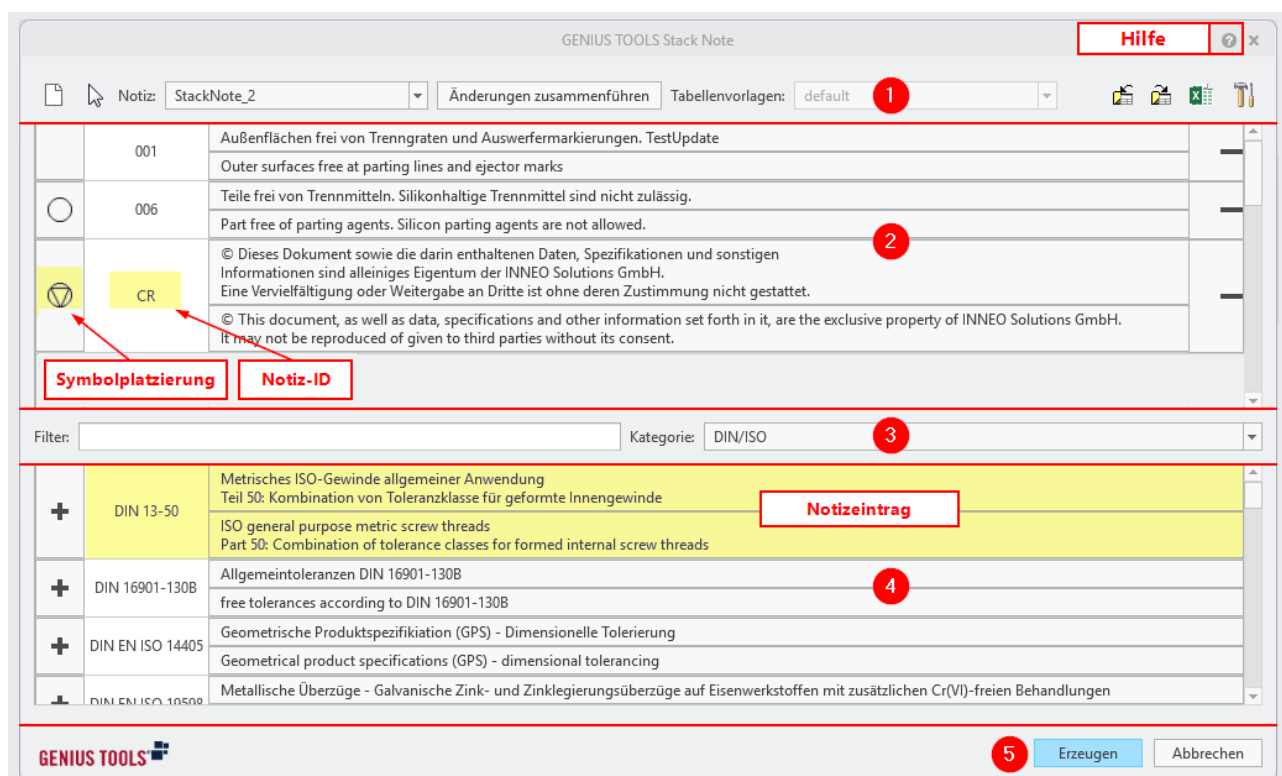 GENIUS TOOLS Stack Note
Hilfe
Notiz: StackNote_2 Änderungen zusammenführen Tabellenvorlagen: default 1
001
Außenflächen frei von Trenngraten und Auswerfermarkierungen. TestUpdate
Outer surfaces free at parting lines and ejector marks
006
Teile frei von Trennmitteln. Silikonhaltige Trennmittel sind nicht zulässig.
Part free of parting agents. Silicon parting agents are not allowed.
2
CR
© Dieses Dokument sowie die darin enthaltenen Daten, Spezifikationen und sonstigen
Informationen sind alleiniges Eigentum der INNEO Solutions GmbH.
Eine Vervielfältigung oder Weitergabe an Dritte ist ohne deren Zustimmung nicht gestattet.
© This document, as well as data, specifications and other information set forth in it, are the exclusive property of INNEO Solutions GmbH.
It may not be reproduced of given to third parties without its consent.
Symbolplatzierung
Notiz-ID
Filter: Kategorie: DIN/ISO 3
DIN 13-50
Metrisches ISO-Gewinde allgemeiner Anwendung
Teil 50: Kombination von Toleranzklasse für geformte Innengewinde
ISO general purpose metric screw threads
Part 50: Combination of tolerance classes for formed internal screw threads
Notizeintrag
DIN 16901-130B
Allgemeintoleranzen DIN 16901-130B
free tolerances according to DIN 16901-130B
4
DIN EN ISO 14405
Geometrische Produktspezifikation (GPS) - Dimensionelle Tolerierung
Geometrical product specifications (GPS) - dimensional tolerancing
DIN EN ISO 19598
Metallische Überzüge - Galvanische Zink- und Zinklegierungsüberzüge auf Eisenwerkstoffen mit zusätzlichen Cr(VI)-freien Behandlungen
GENIUS TOOLS
5 Erzeugen Abbrechen